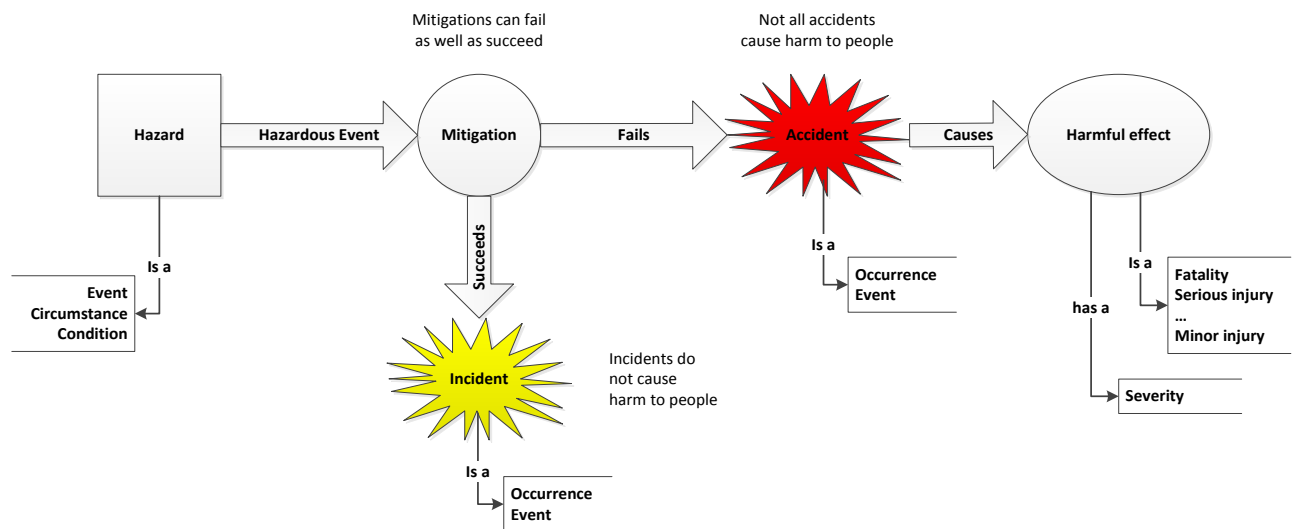 Mitigations can fail
as well as succeed
Not all accidents
cause harm to people
Hazard
Hazardous Event
Mitigation
Fails
Accident
Causes
Harmful effect
Succeeds
Is a
Event
Circumstance
Condition
Is a
Occurrence
Event
Is a
Fatality
Serious injury
...
Minor injury
has a
Severity
Incident
Incidents do
not cause
harm to people
Is a
Occurrence
Event